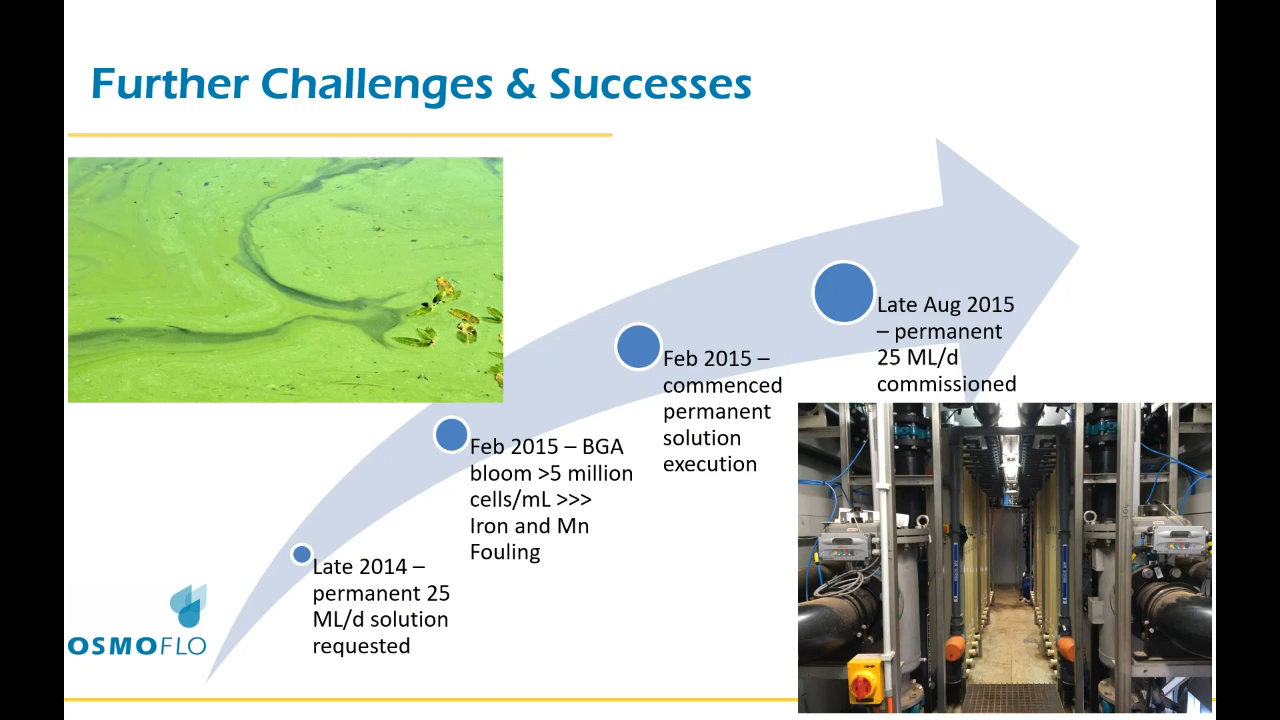 Further Challenges & Successes
Late Aug 2015
– permanent
25 ML/d
commissioned
Feb 2015 –
commenced
permanent
solution
execution
Feb 2015 – BGA
bloom >5 million
cells/mL >>>
Iron and Mn
Fouling
Late 2014 –
permanent 25
ML/d solution
requested
OSMOFLO